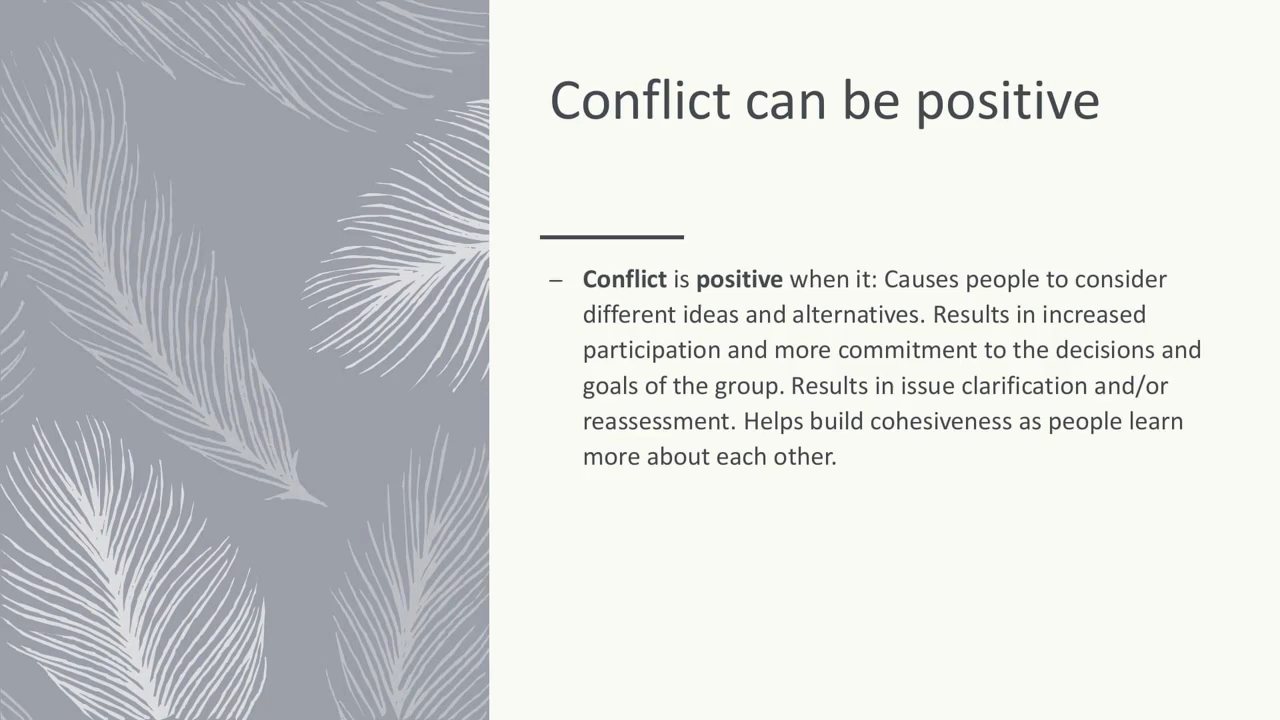 Conflict can be positive
– Conflict is positive when it: Causes people to consider
different ideas and alternatives. Results in increased
participation and more commitment to the decisions and
goals of the group. Results in issue clarification and/or
reassessment. Helps build cohesiveness as people learn
more about each other.